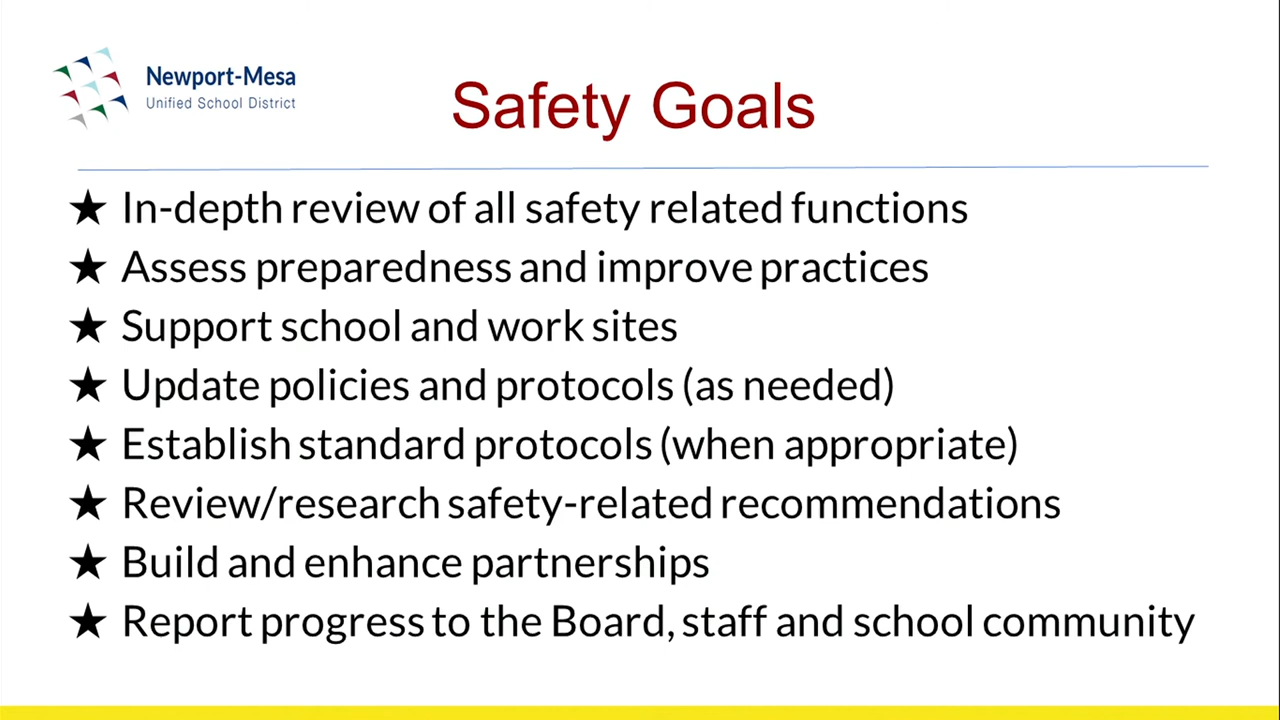 Newport-Mesa
Unified School District
Safety Goals
★ In-depth review of all safety related functions
★ Assess preparedness and improve practices
★ Support school and work sites
★ Update policies and protocols (as needed)
★ Establish standard protocols (when appropriate)
★ Review/research safety-related recommendations
★ Build and enhance partnerships
★ Report progress to the Board, staff and school community